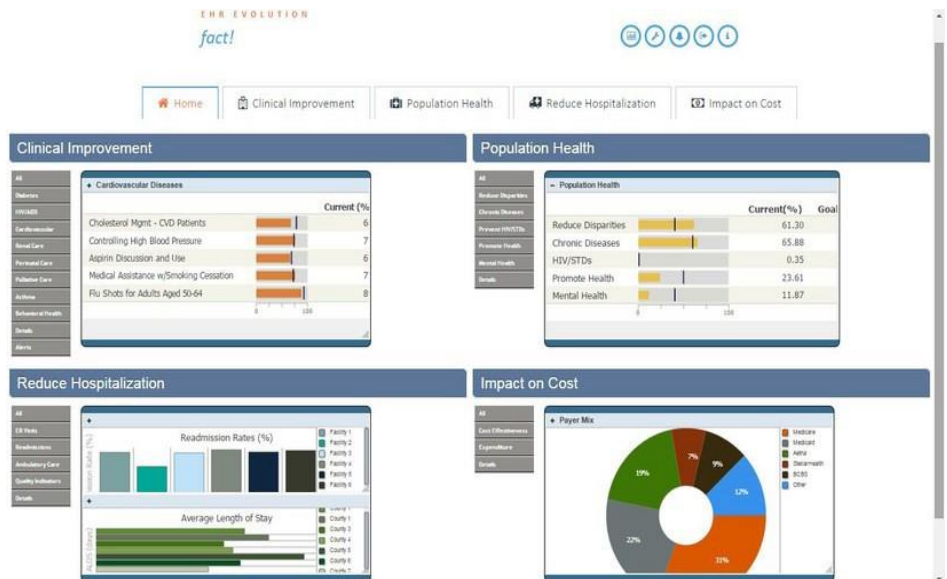 EHR EVOLUTION
fact!
Home
Clinical Improvement
Population Health
Reduce Hospitalization
Impact on Cost
Clinical Improvement
All
Diabetes
HIV/AIDS
Cardiovascular
Renal Care
Perinatal Care
Palliative Care
Asthma
Behavioral Health
Details
Alerts
+ Cardiovascular Diseases
Current (%
Cholesterol Mgmt - CVD Patients 6
Controlling High Blood Pressure 7
Aspirin Discussion and Use 6
Medical Assistance w/Smoking Cessation 7
Flu Shots for Adults Aged 50-64 8
0 100
Population Health
All
Reduce Disparities
Chronic Diseases
Prevent HIV/STDs
Promote Health
Mental Health
Details
- Population Health
Current(%) Goal
Reduce Disparities 61.30
Chronic Diseases 65.88
HIV/STDs 0.35
Promote Health 23.61
Mental Health 11.87
0 100
Reduce Hospitalization
All
ER Visits
Readmissions
Ambulatory Care
Quality Indicators
Details
+
Readmission Rates (%)
ission Rate (%)
Facility 1
Facility 2
Facility 3
Facility 4
Facility 5
Facility 6
+
Average Length of Stay
ALOS (days)
County 1
County 2
County 3
County 4
County 5
County 6
County 7
Impact on Cost
All
Cost Effectiveness
Expenditure
Details
+ Payer Mix
7%
9%
19%
12%
22%
31%
Medicare
Medicaid
Aetna
BCBS
Other